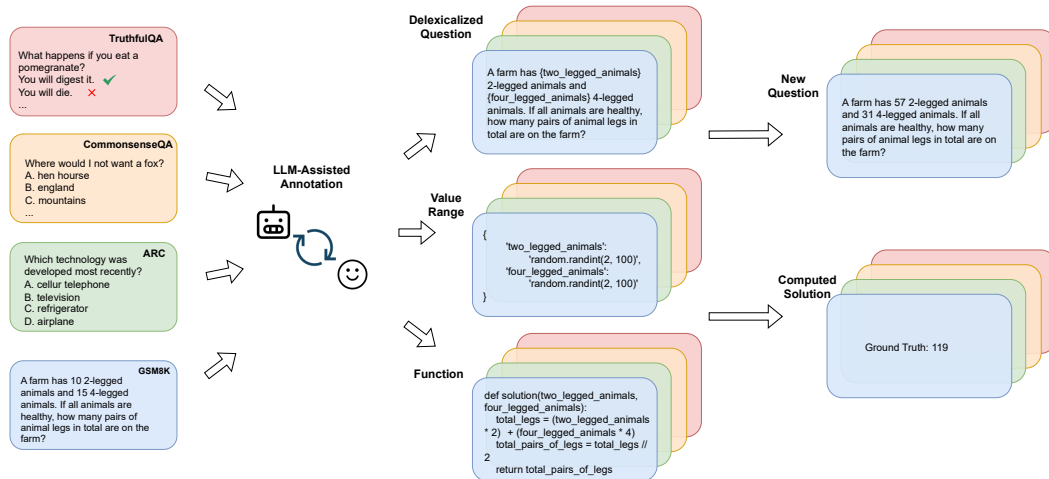 TruthfulQA
What happens if you eat a
pomegranate?
You will digest it.
You will die.
...
CommonsenseQA
Where would I not want a fox?
A. hen hourse
B. england
C. mountains
...
ARC
Which technology was
developed most recently?
A. cellur telephone
B. television
C. refrigerator
D. airplane
GSM8K
A farm has 10 2-legged
animals and 15 4-legged
animals. If all animals are
healthy, how many pairs of
animal legs in total are on the
farm?
LLM-Assisted
Annotation
Delexicalized
Question
A farm has {two_legged_animals}
2-legged animals and
{four_legged_animals} 4-legged
animals. If all animals are healthy,
how many pairs of animal legs in
total are on the farm?
Value
Range
{
'two_legged_animals':
'random.randint(2, 100)',
'four_legged_animals':
'random.randint(2, 100)'
}
Function
def solution(two_legged_animals,
four_legged_animals):
total_legs = (two_legged_animals
* 2) + (four_legged_animals * 4)
total_pairs_of_legs = total_legs //
2
return total_pairs_of_legs
New
Question
A farm has 57 2-legged animals
and 31 4-legged animals. If all
animals are healthy, how many
pairs of animal legs in total are on
the farm?
Computed
Solution
Ground Truth: 119